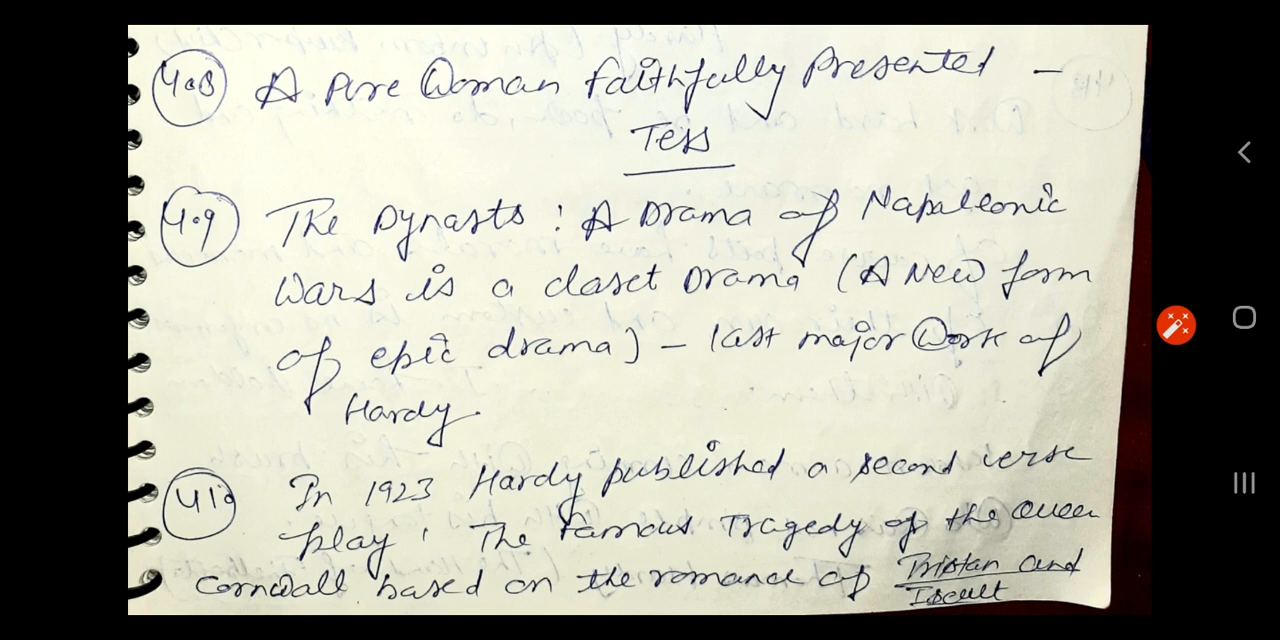 408 A Pure Woman Faithfully Presented -
Tess
409 The Dynasts : A Drama of Napaleonic
Wars is a closet Drama (A New form
of epic drama) - last major Work of
Hardy.
410 In 1923 Hardy published a second verse
play : The Famous Tragedy of the Queen
Cornwall based on the romance of Tristan and
Iseult